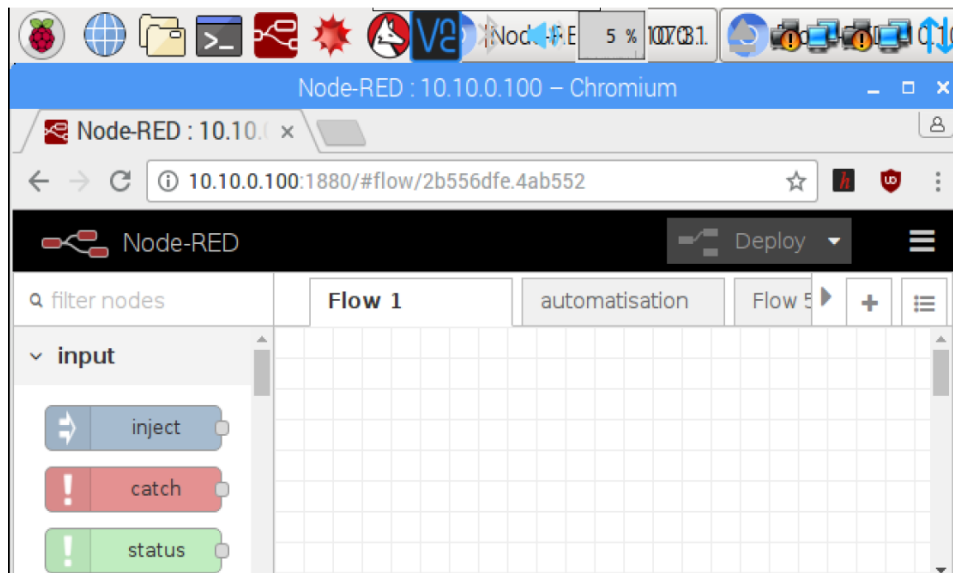 5 %
Node-RED : 10.10.0.100 – Chromium
Node-RED : 10.10.
10.10.0.100:1880/#flow/2b556dfe.4ab552
Node-RED Deploy
filter nodes Flow 1 automatisation Flow 5
input
inject
catch
status